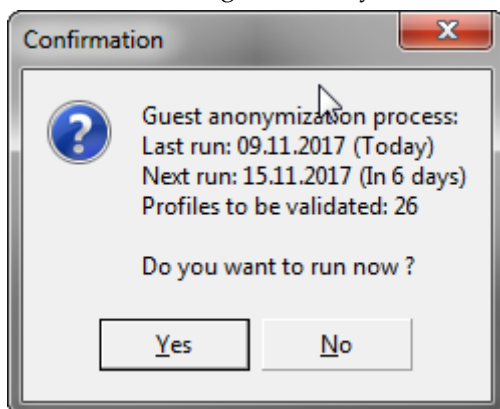 Confirmation
Guest anonymization process:
Last run: 09.11.2017 (Today)
Next run: 15.11.2017 (In 6 days)
Profiles to be validated: 26
Do you want to run now ?
Yes
No